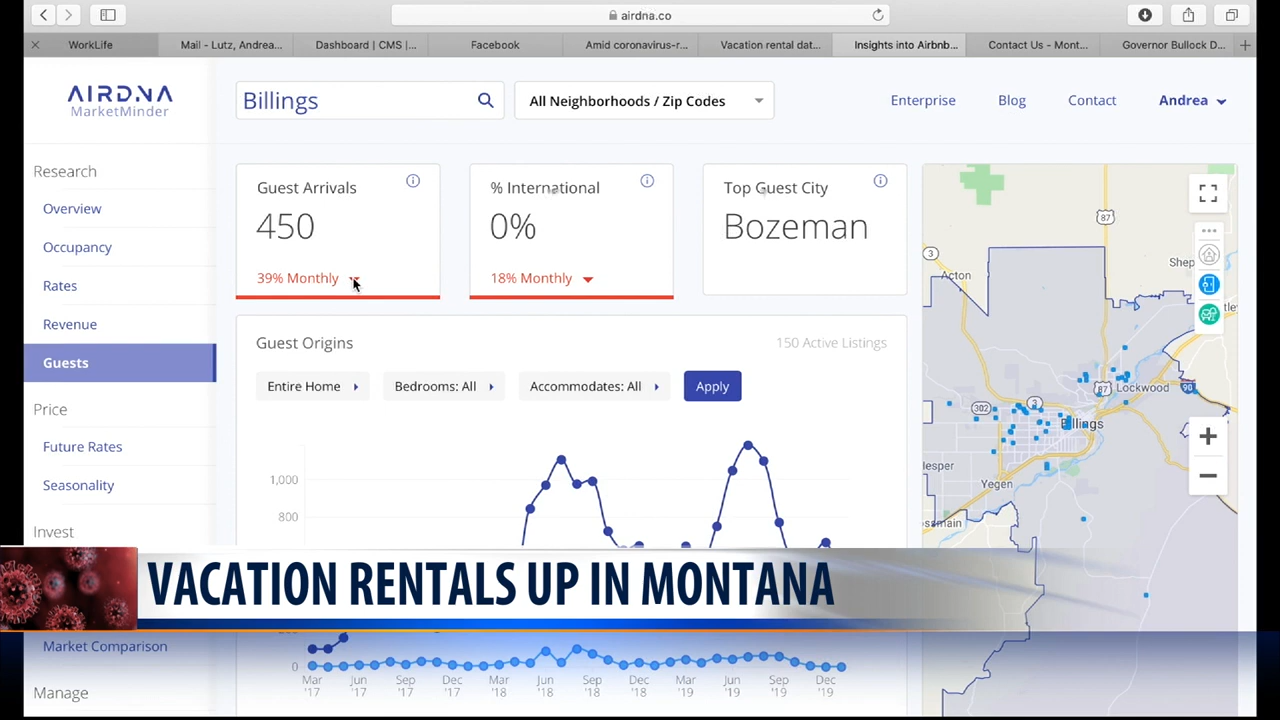 airdna.co
WorkLife
Mail - Lutz, Andrea...
Dashboard | CMS |...
Facebook
Amid coronavirus-r...
Vacation rental dat...
Insights into Airbnb...
Contact Us - Mont...
Governor Bullock D...
AIRDNA
MarketMinder
Billings
All Neighborhoods / Zip Codes
Enterprise
Blog
Contact
Andrea
Research
Overview
Occupancy
Rates
Revenue
Guests
Price
Future Rates
Seasonality
Invest
Market Comparison
Manage
Guest Arrivals
450
39% Monthly
% International
0%
18% Monthly
Top Guest City
Bozeman
Guest Origins
150 Active Listings
Entire Home
Bedrooms: All
Accommodates: All
Apply
1,000
800
0
Mar '17
Jun '17
Sep '17
Dec '17
Mar '18
Jun '18
Sep '18
Dec '18
Mar '19
Jun '19
Sep '19
Dec '19
87
3
Acton
Shep
tler
87
Lockwood
90
302
3
Billings
lesper
Yegen
ossmain
VACATION RENTALS UP IN MONTANA